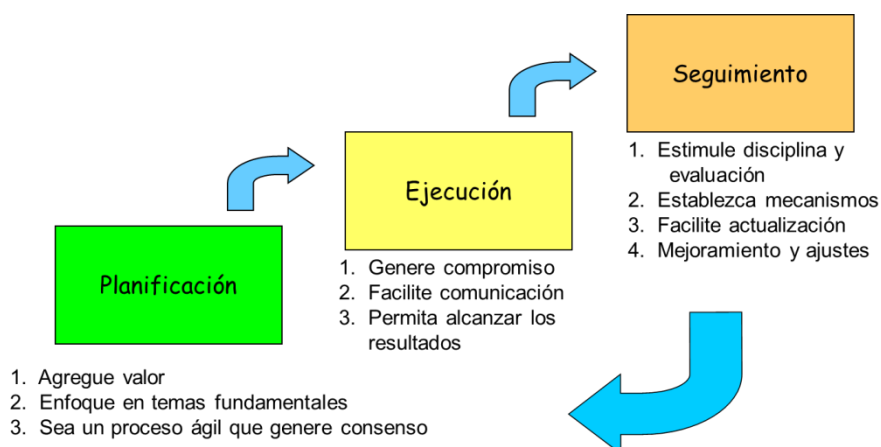 Planificación
1. Agregue valor
2. Enfoque en temas fundamentales
3. Sea un proceso ágil que genere consenso
Ejecución
1. Genere compromiso
2. Facilite comunicación
3. Permita alcanzar los
resultados
Seguimiento
1. Estimule disciplina y
evaluación
2. Establezca mecanismos
3. Facilite actualización
4. Mejoramiento y ajustes